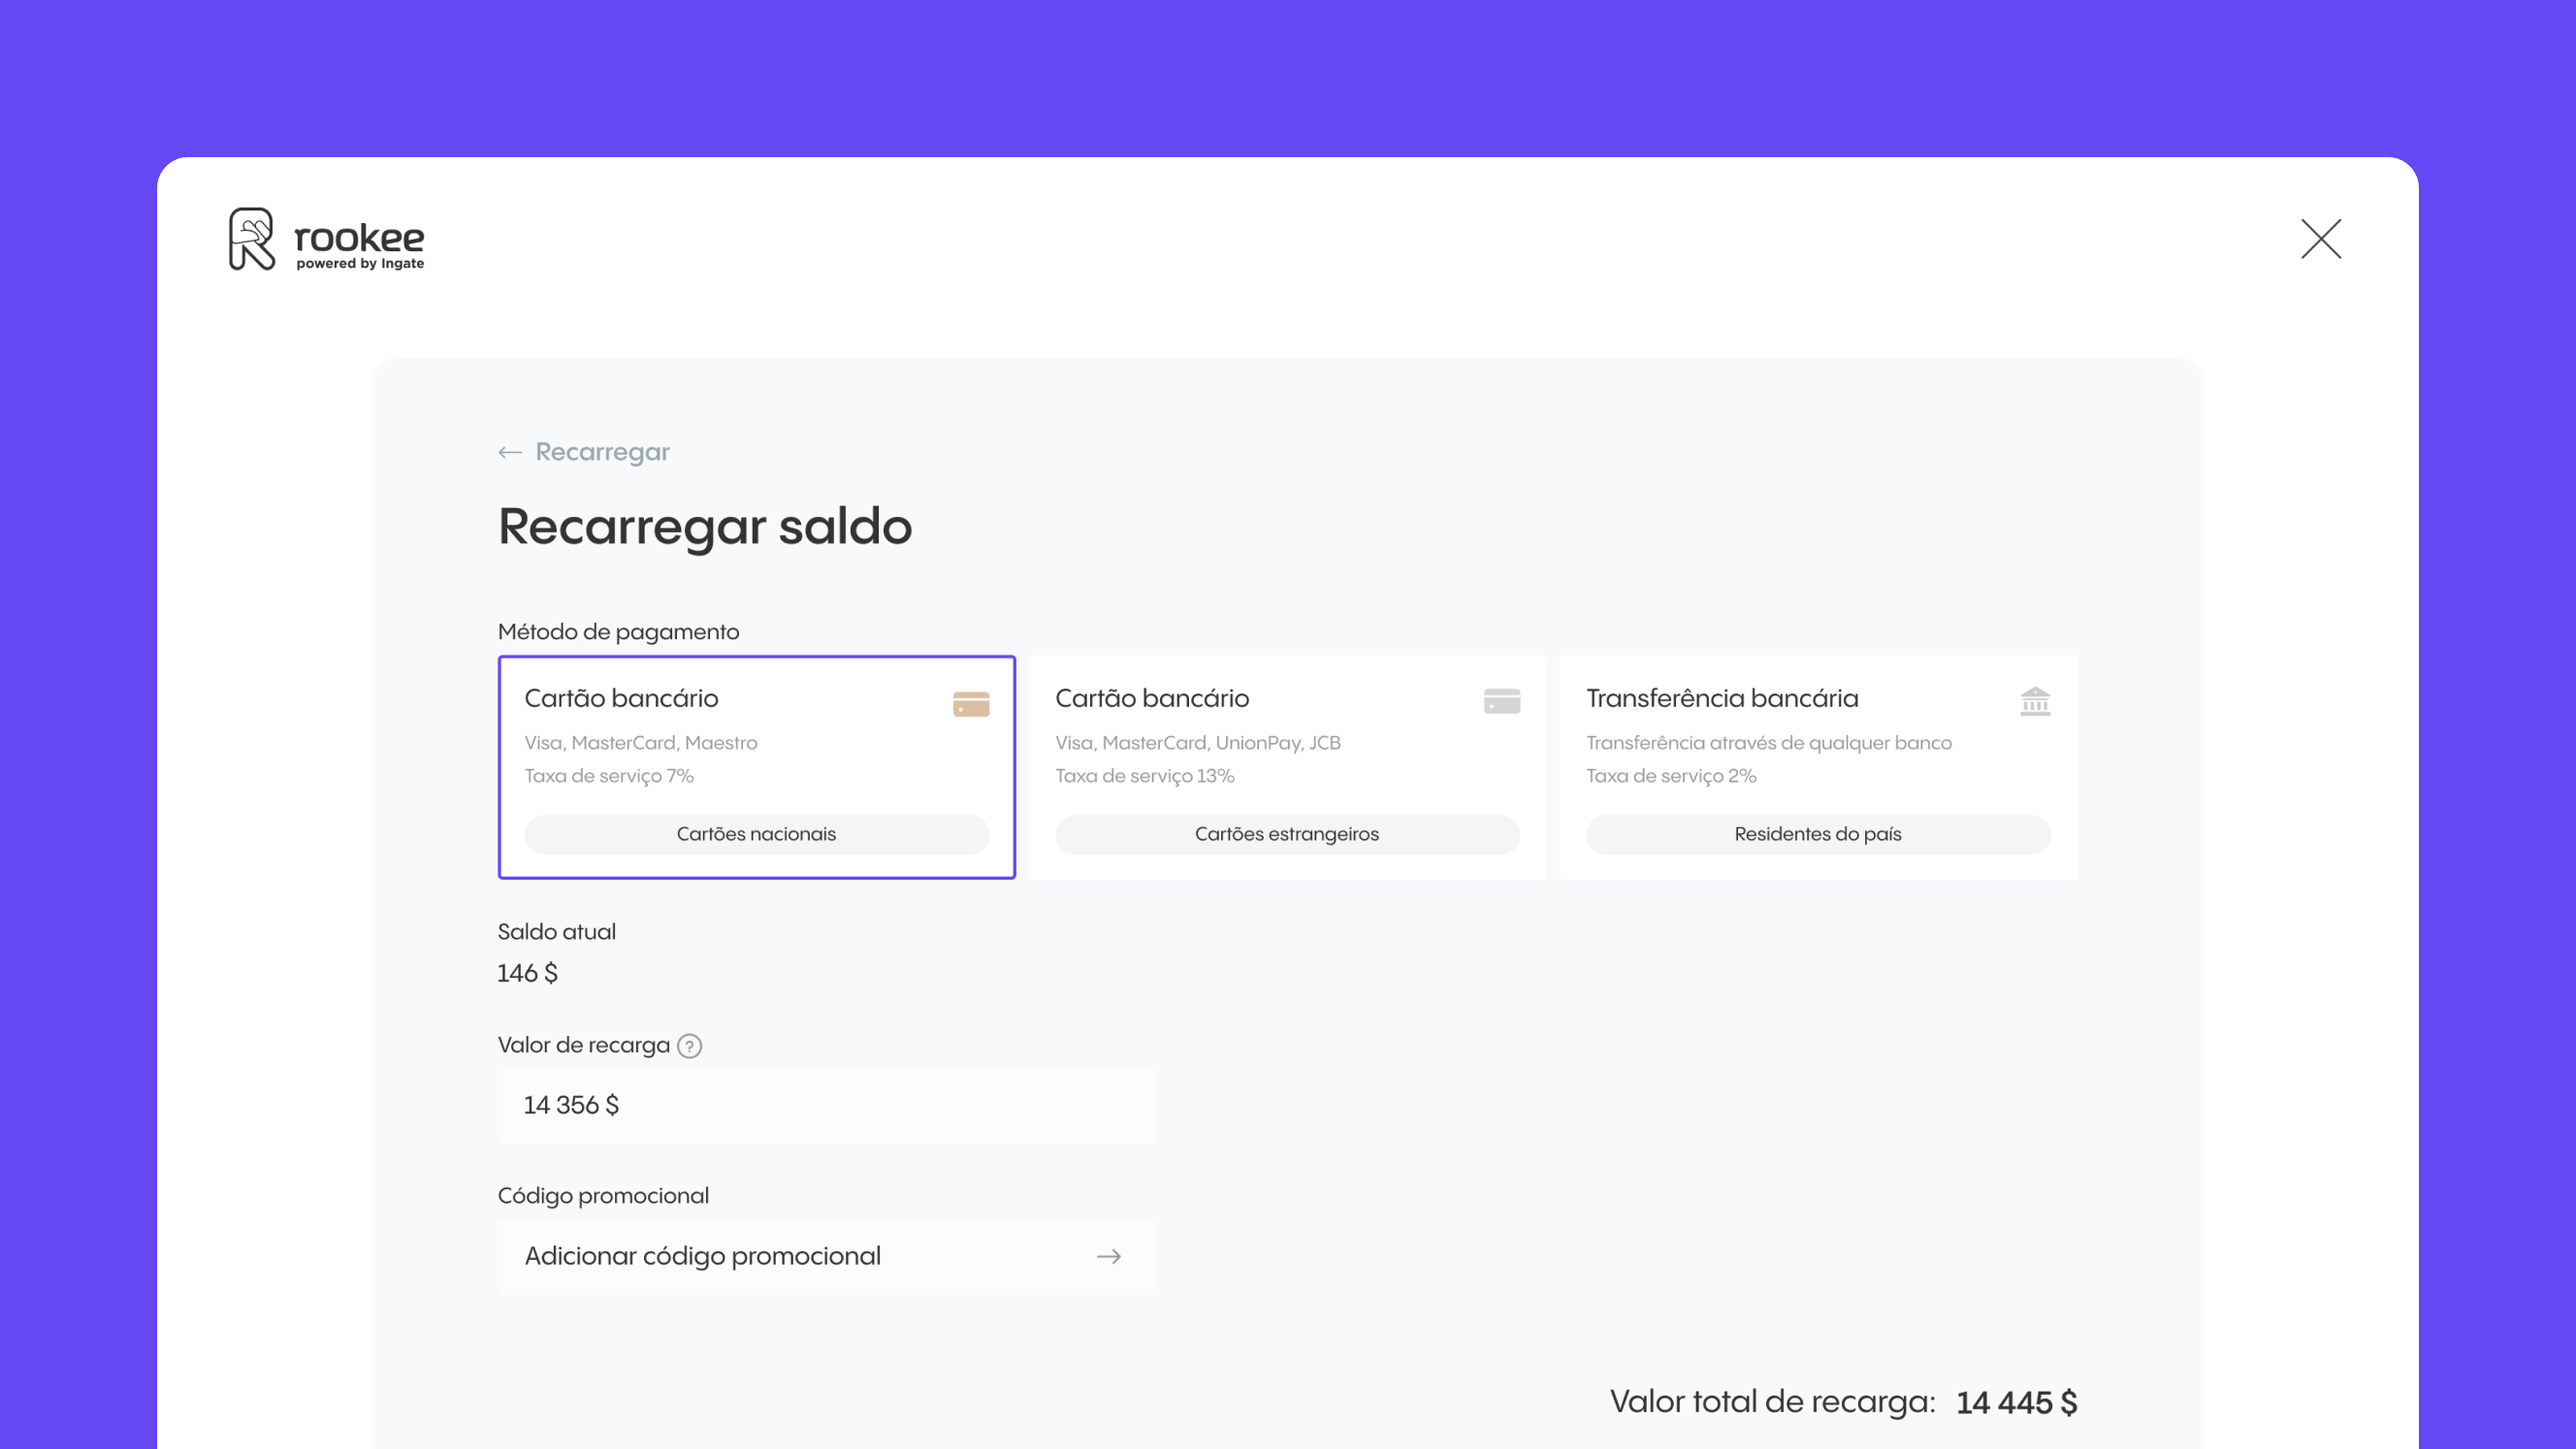 rookee
powered by Ingate
← Recarregar
Recarregar saldo
Método de pagamento
Cartão bancário
Visa, MasterCard, Maestro
Taxa de serviço 7%
Cartões nacionais
Cartão bancário
Visa, MasterCard, UnionPay, JCB
Taxa de serviço 13%
Cartões estrangeiros
Transferência bancária
Transferência através de qualquer banco
Taxa de serviço 2%
Residentes do país
Saldo atual
146 $
Valor de recarga ?
14 356 $
Código promocional
Adicionar código promocional →
Valor total de recarga: 14 445 $